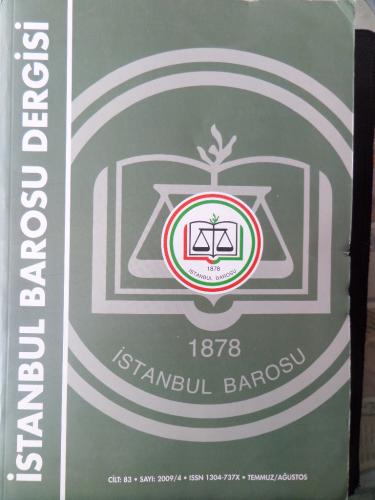 İSTANBUL BAROSU DERGİSİ
1878
İSTANBUL BAROSU
1878
İSTANBUL BAROSU
CİLT: 83 • SAYI: 2009/4 • ISSN 1304-737X • TEMMUZ/AĞUSTOS